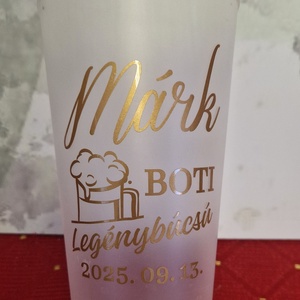 Márk
BOTI
Legénybúcsú
2025. 09. 13.